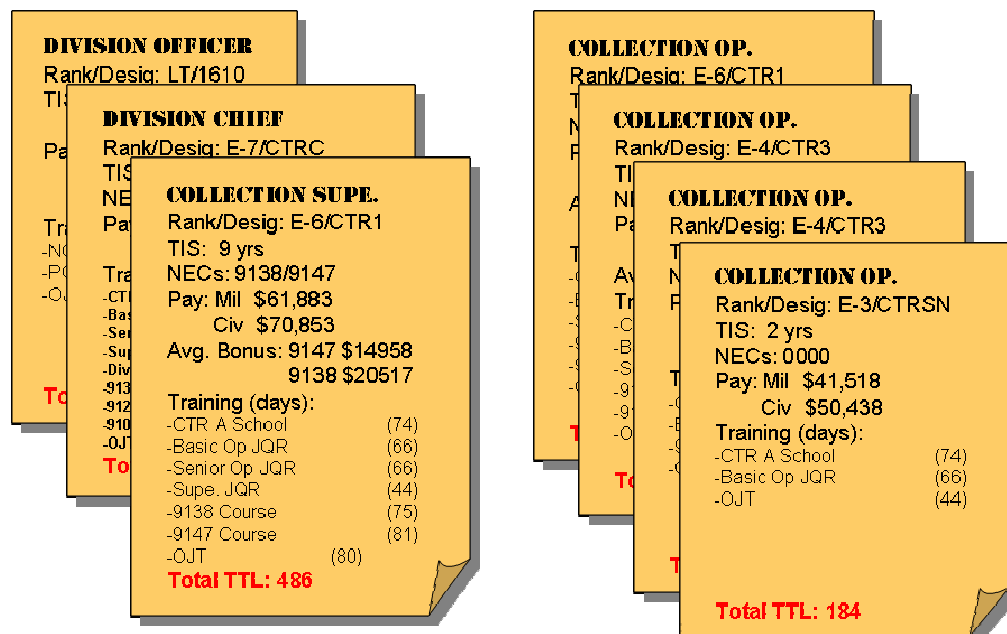 DIVISION OFFICER
Rank/Desig: LT/1610
DIVISION CHIEF
Rank/Desig: E-7/CTRC
COLLECTION SUPE.
Rank/Desig: E-6/CTR1
TIS: 9 yrs
NECs: 9138/9147
Pay: Mil $61,883
Civ $70,853
Avg. Bonus: 9147 $14958
9138 $20517
Training (days):
-CTR A School (74)
-Basic Op JQR (66)
-Senior Op JQR (66)
-Supe. JQR (44)
-9138 Course (75)
-9147 Course (81)
-OJT (80)
Total TTL: 486
COLLECTION OP.
Rank/Desig: E-6/CTR1
COLLECTION OP.
Rank/Desig: E-4/CTR3
COLLECTION OP.
Rank/Desig: E-4/CTR3
COLLECTION OP.
Rank/Desig: E-3/CTRSN
TIS: 2 yrs
NECs: 0000
Pay: Mil $41,518
Civ $50,438
Training (days):
-CTR A School (74)
-Basic Op JQR (66)
-OJT (44)
Total TTL: 184